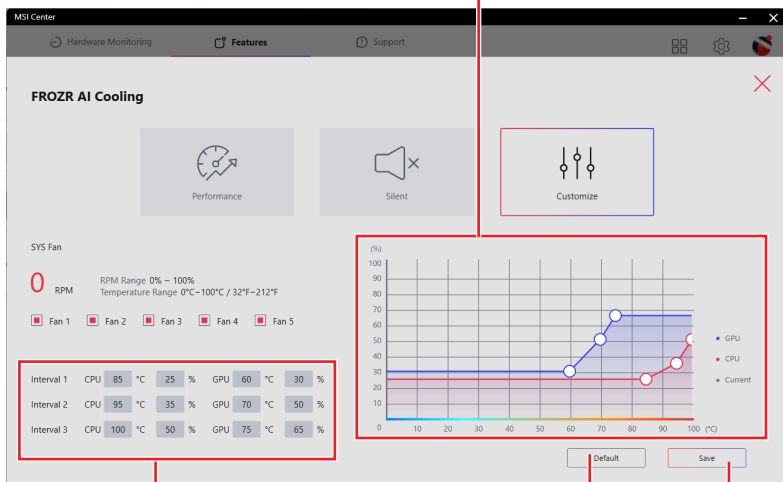 MSI Center
Hardware Monitoring Features Support
FROZR AI Cooling
Performance Silent Customize
SYS Fan
0 RPM
RPM Range 0% ~ 100%
Temperature Range 0°C~100°C / 32°F~212°F
Fan 1 Fan 2 Fan 3 Fan 4 Fan 5
Interval 1 CPU 85 °C 25 % GPU 60 °C 30 %
Interval 2 CPU 95 °C 35 % GPU 70 °C 50 %
Interval 3 CPU 100 °C 50 % GPU 75 °C 65 %
(%)
100
90
80
70
60
50
40
30
20
10
0 10 20 30 40 50 60 70 80 90 100 (°C)
GPU
CPU
Current
Default Save